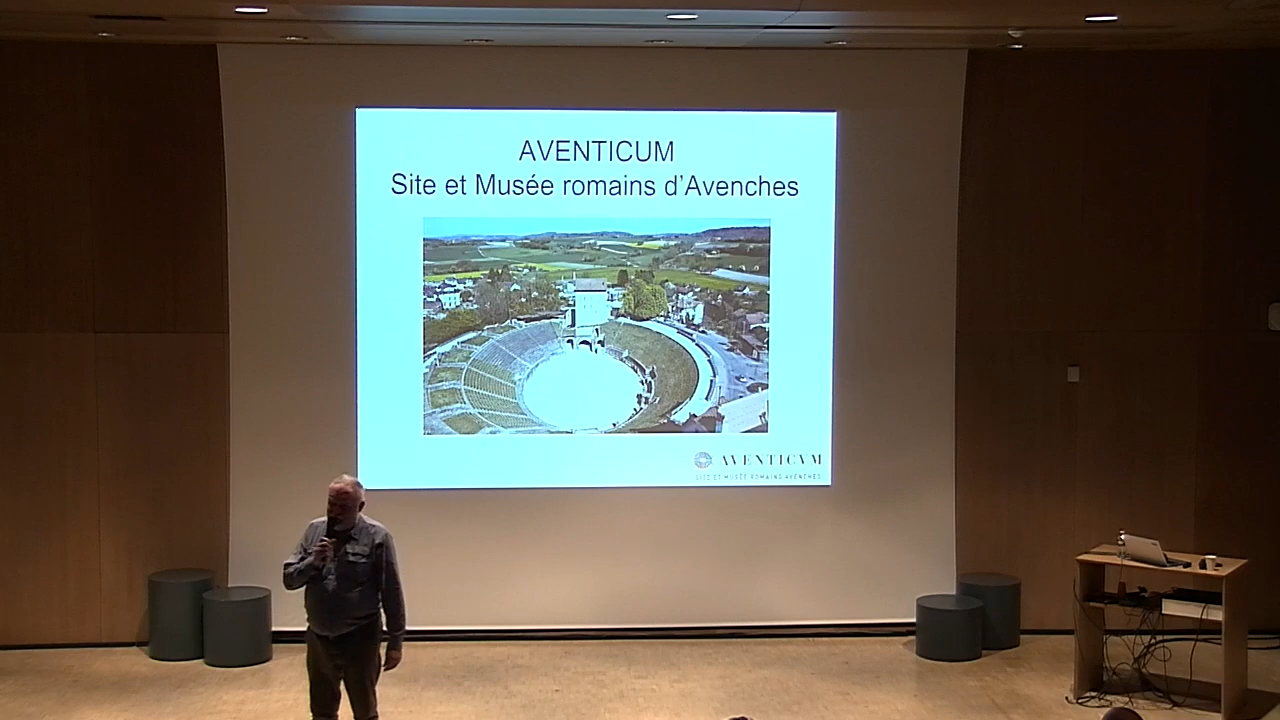 AVENTICUM
Site et Musée romains d'Avenches
AVENTICVM
SITE ET MUSÉE ROMAINS AVENCHES